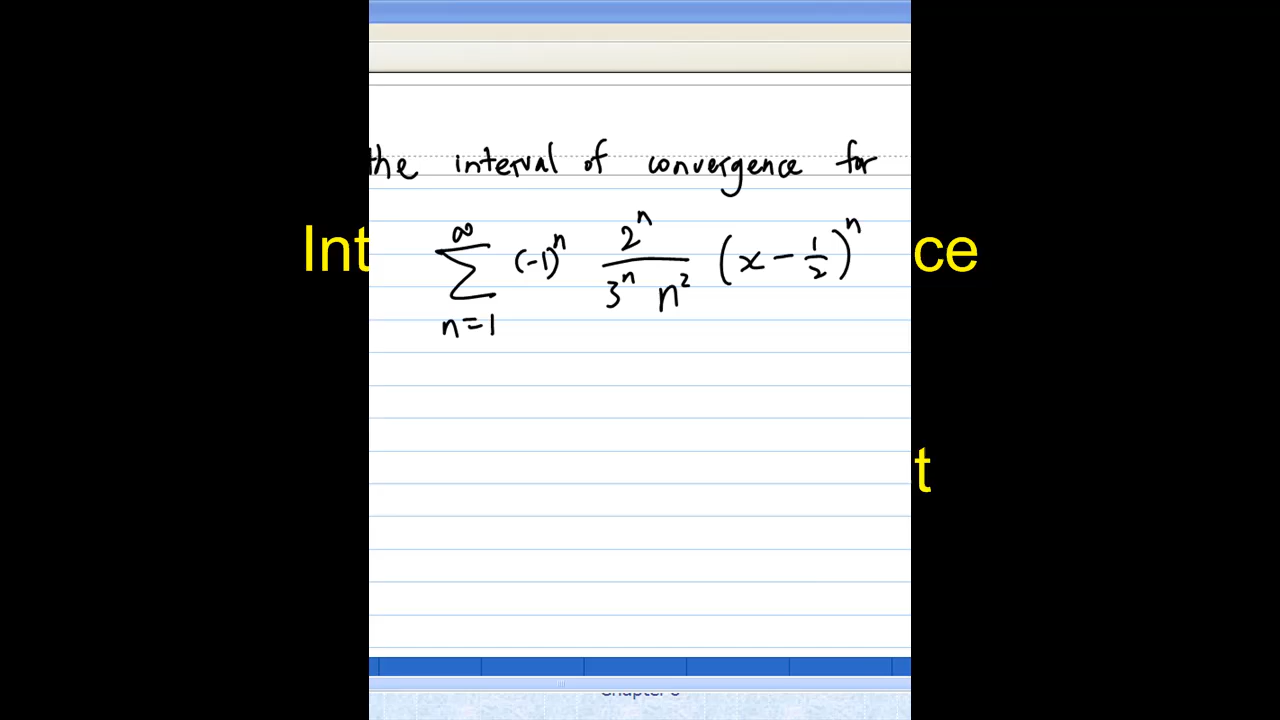 the interval of convergence for
∞
∑ (-1)^n 2^n / (3^n n^2) (x - 1/2)^n
n=1
Int
ce
t